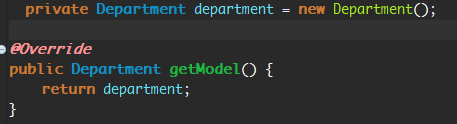 private Department department = new Department();
@Override
public Department getModel() {
return department;
}